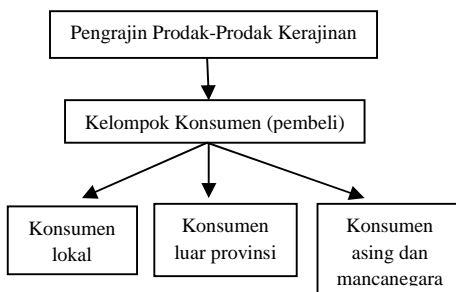 Pengrajin Prodak-Prodak Kerajinan
Kelompok Konsumen (pembeli)
Konsumen
lokal
Konsumen
luar provinsi
Konsumen
asing dan
mancanegara